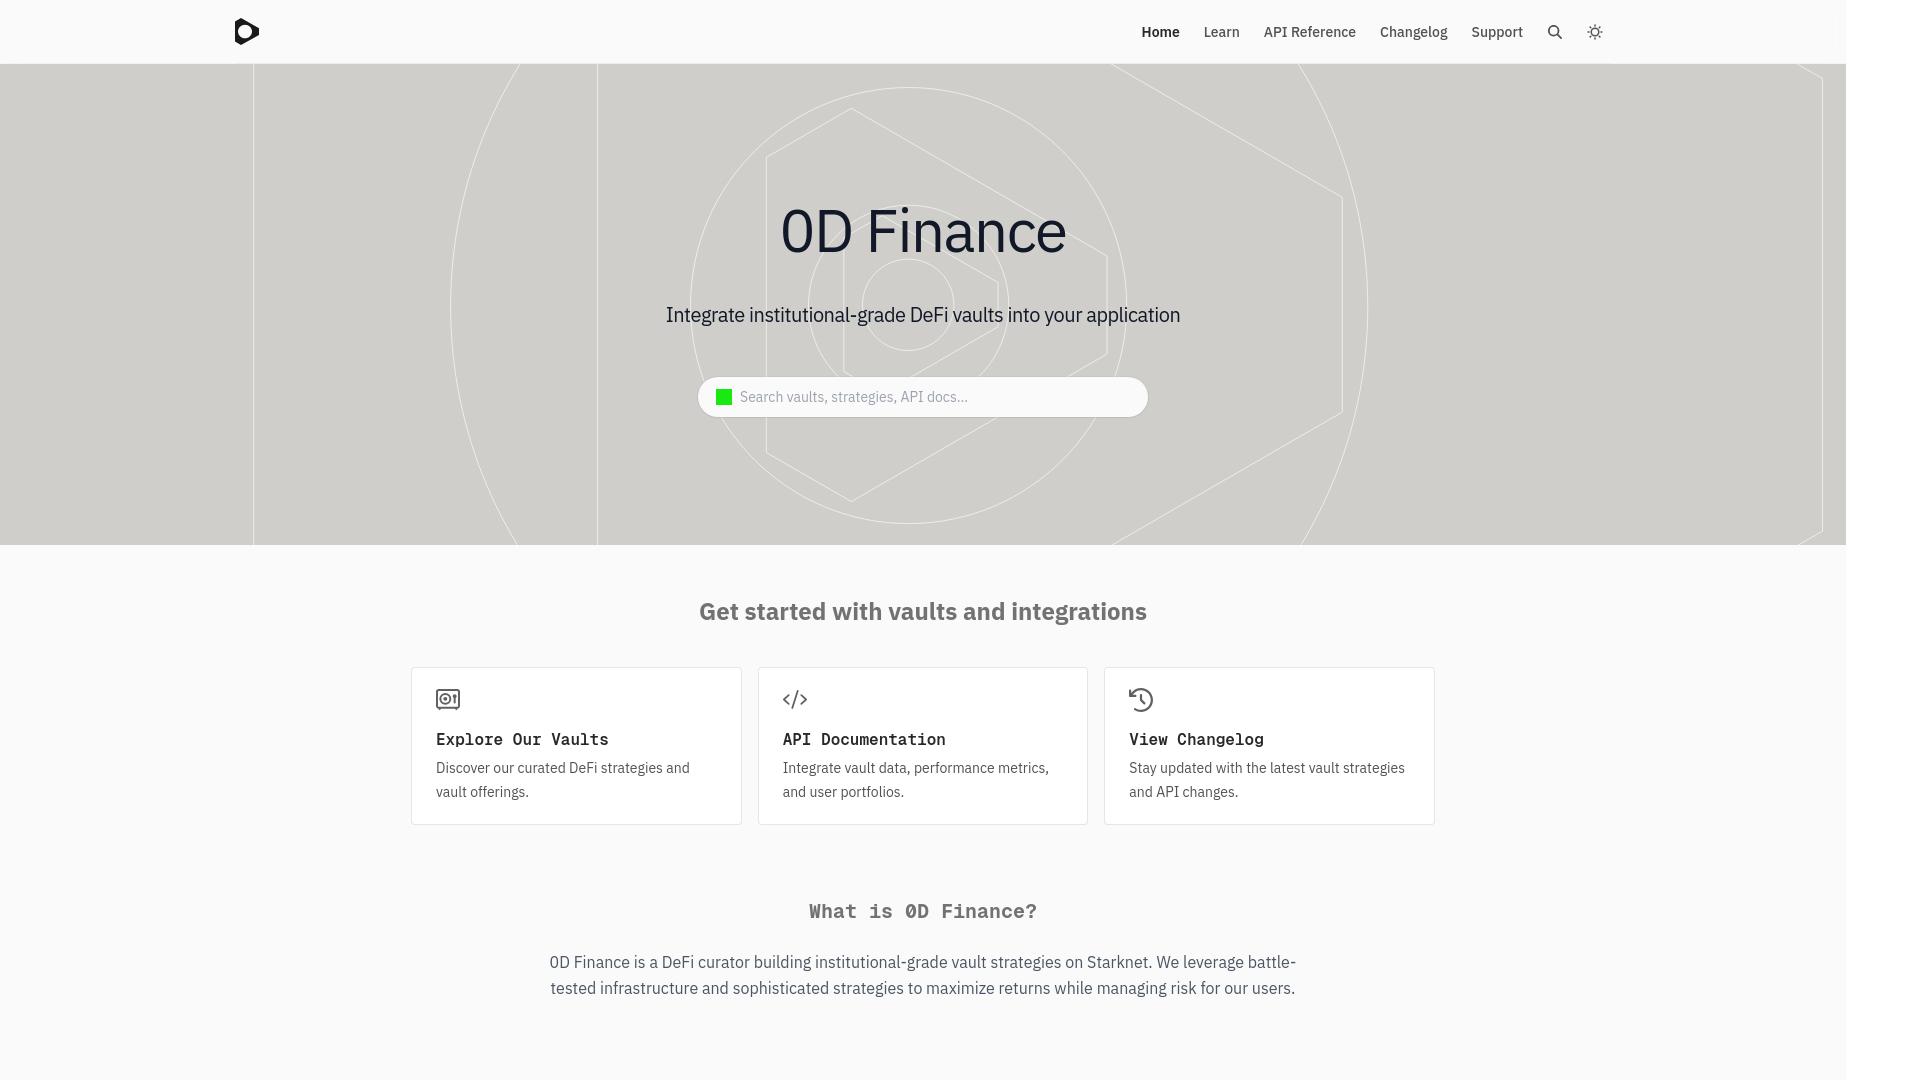 Home Learn API Reference Changelog Support
0D Finance
Integrate institutional-grade DeFi vaults into your application
Search vaults, strategies, API docs...
Get started with vaults and integrations
Explore Our Vaults
Discover our curated DeFi strategies and
vault offerings.
API Documentation
Integrate vault data, performance metrics,
and user portfolios.
View Changelog
Stay updated with the latest vault strategies
and API changes.
What is 0D Finance?
0D Finance is a DeFi curator building institutional-grade vault strategies on Starknet. We leverage battle-
tested infrastructure and sophisticated strategies to maximize returns while managing risk for our users.